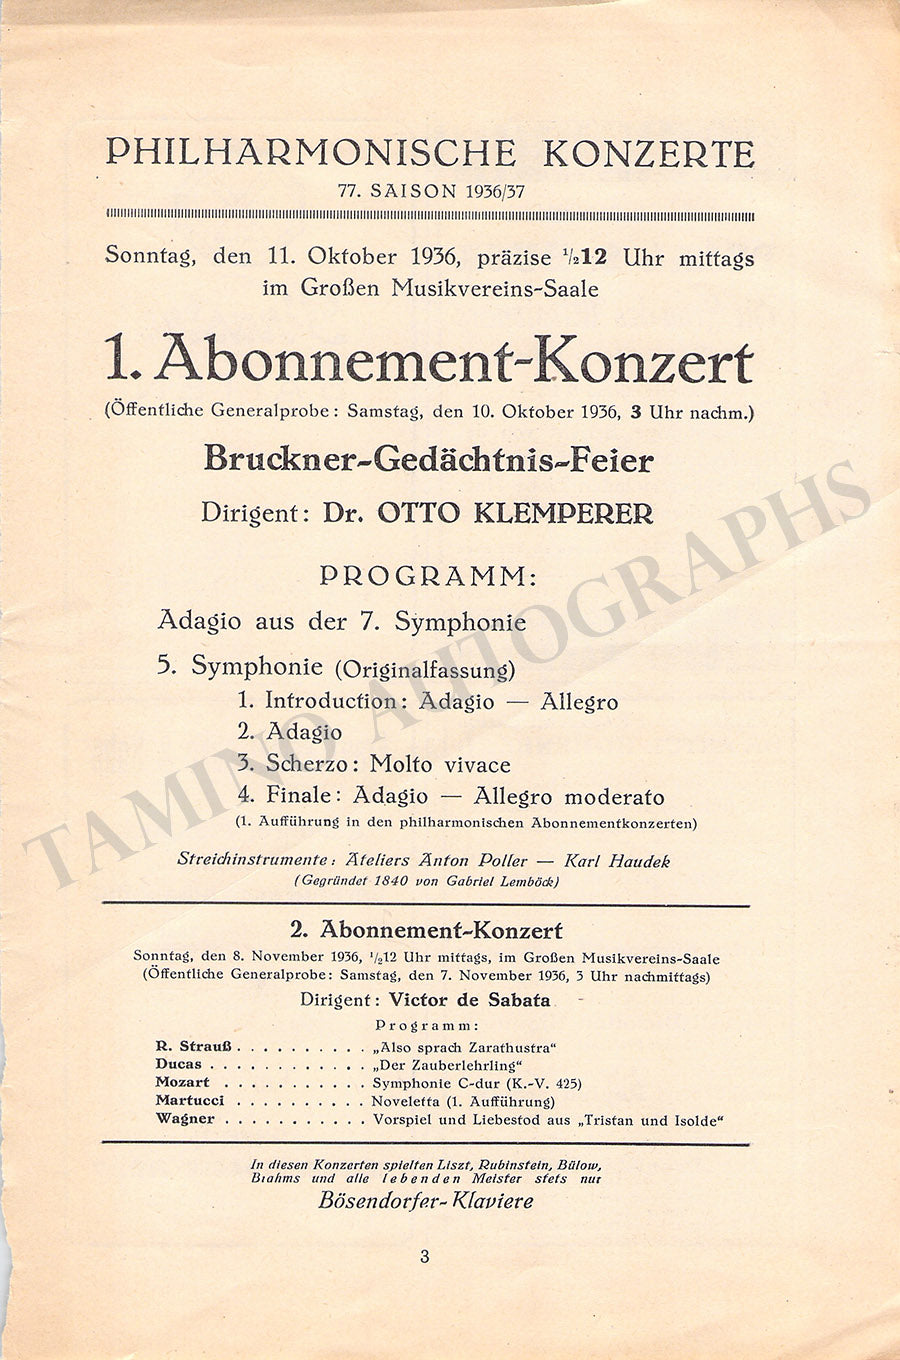 PHILHARMONISCHE KONZERTE
77. SAISON 1936/37
Sonntag, den 11. Oktober 1936, präzise ½12 Uhr mittags
im Großen Musikvereins-Saale
1. Abonnement-Konzert
(Öffentliche Generalprobe: Samstag, den 10. Oktober 1936, 3 Uhr nachm.)
Bruckner-Gedächtnis-Feier
Dirigent: Dr. OTTO KLEMPERER
PROGRAMM:
Adagio aus der 7. Symphonie
5. Symphonie (Originalfassung)
1. Introduction: Adagio — Allegro
2. Adagio
3. Scherzo: Molto vivace
4. Finale: Adagio — Allegro moderato
(1. Aufführung in den philharmonischen Abonnementkonzerten)
Streichinstrumente: Ateliers Anton Poller — Karl Haudek
(Gegründet 1840 von Gabriel Lemböck)
2. Abonnement-Konzert
Sonntag, den 8. November 1936, ½12 Uhr mittags, im Großen Musikvereins-Saale
(Öffentliche Generalprobe: Samstag, den 7. November 1936, 3 Uhr nachmittags)
Dirigent: Victor de Sabata
Programm:
R. Strauß . . . . . . . . . . „Also sprach Zarathustra“
Ducas . . . . . . . . . . . . „Der Zauberlehrling“
Mozart . . . . . . . . . . . Symphonie C-dur (K.-V. 425)
Martucci . . . . . . . . . . Noveletta (1. Aufführung)
Wagner . . . . . . . . . . . Vorspiel und Liebestod aus „Tristan und Isolde“
In diesen Konzerten spielten Liszt, Rubinstein, Bülow,
Brahms und alle lebenden Meister stets nur
Bösendorfer-Klaviere
3
TAMINO AUTOGRAPHS